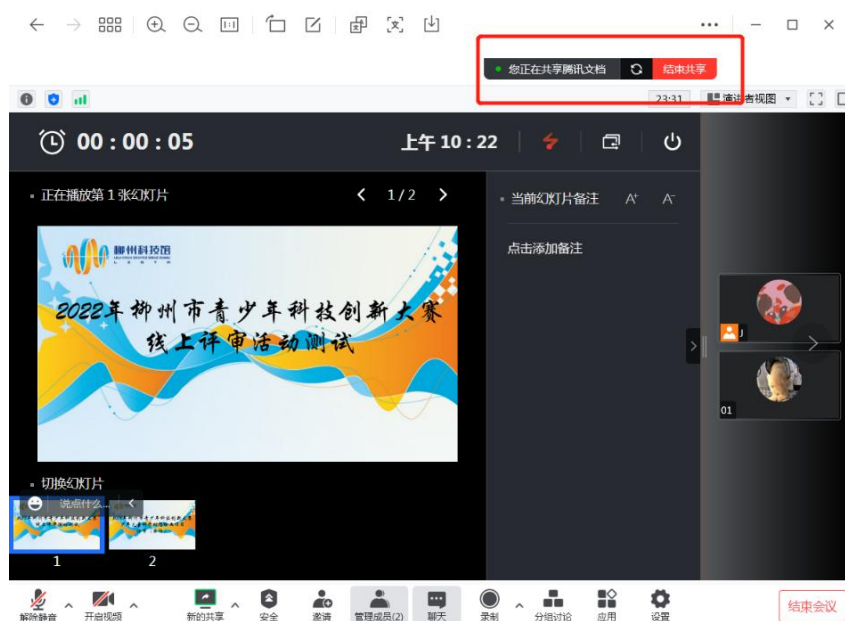 您正在共享腾讯文档 结束共享
23:31 演讲者视图
00:00:05 上午 10:22
正在播放第 1 张幻灯片 1/2
当前幻灯片备注 A+ A-
点击添加备注
柳州科技馆
2022年柳州市青少年科技创新大赛
线上评审活动测试
J
01
切换幻灯片
说点什么...
1 2
解除静音 开启视频 新的共享 安全 邀请 管理成员(2) 聊天 录制 分组讨论 应用 设置 结束会议